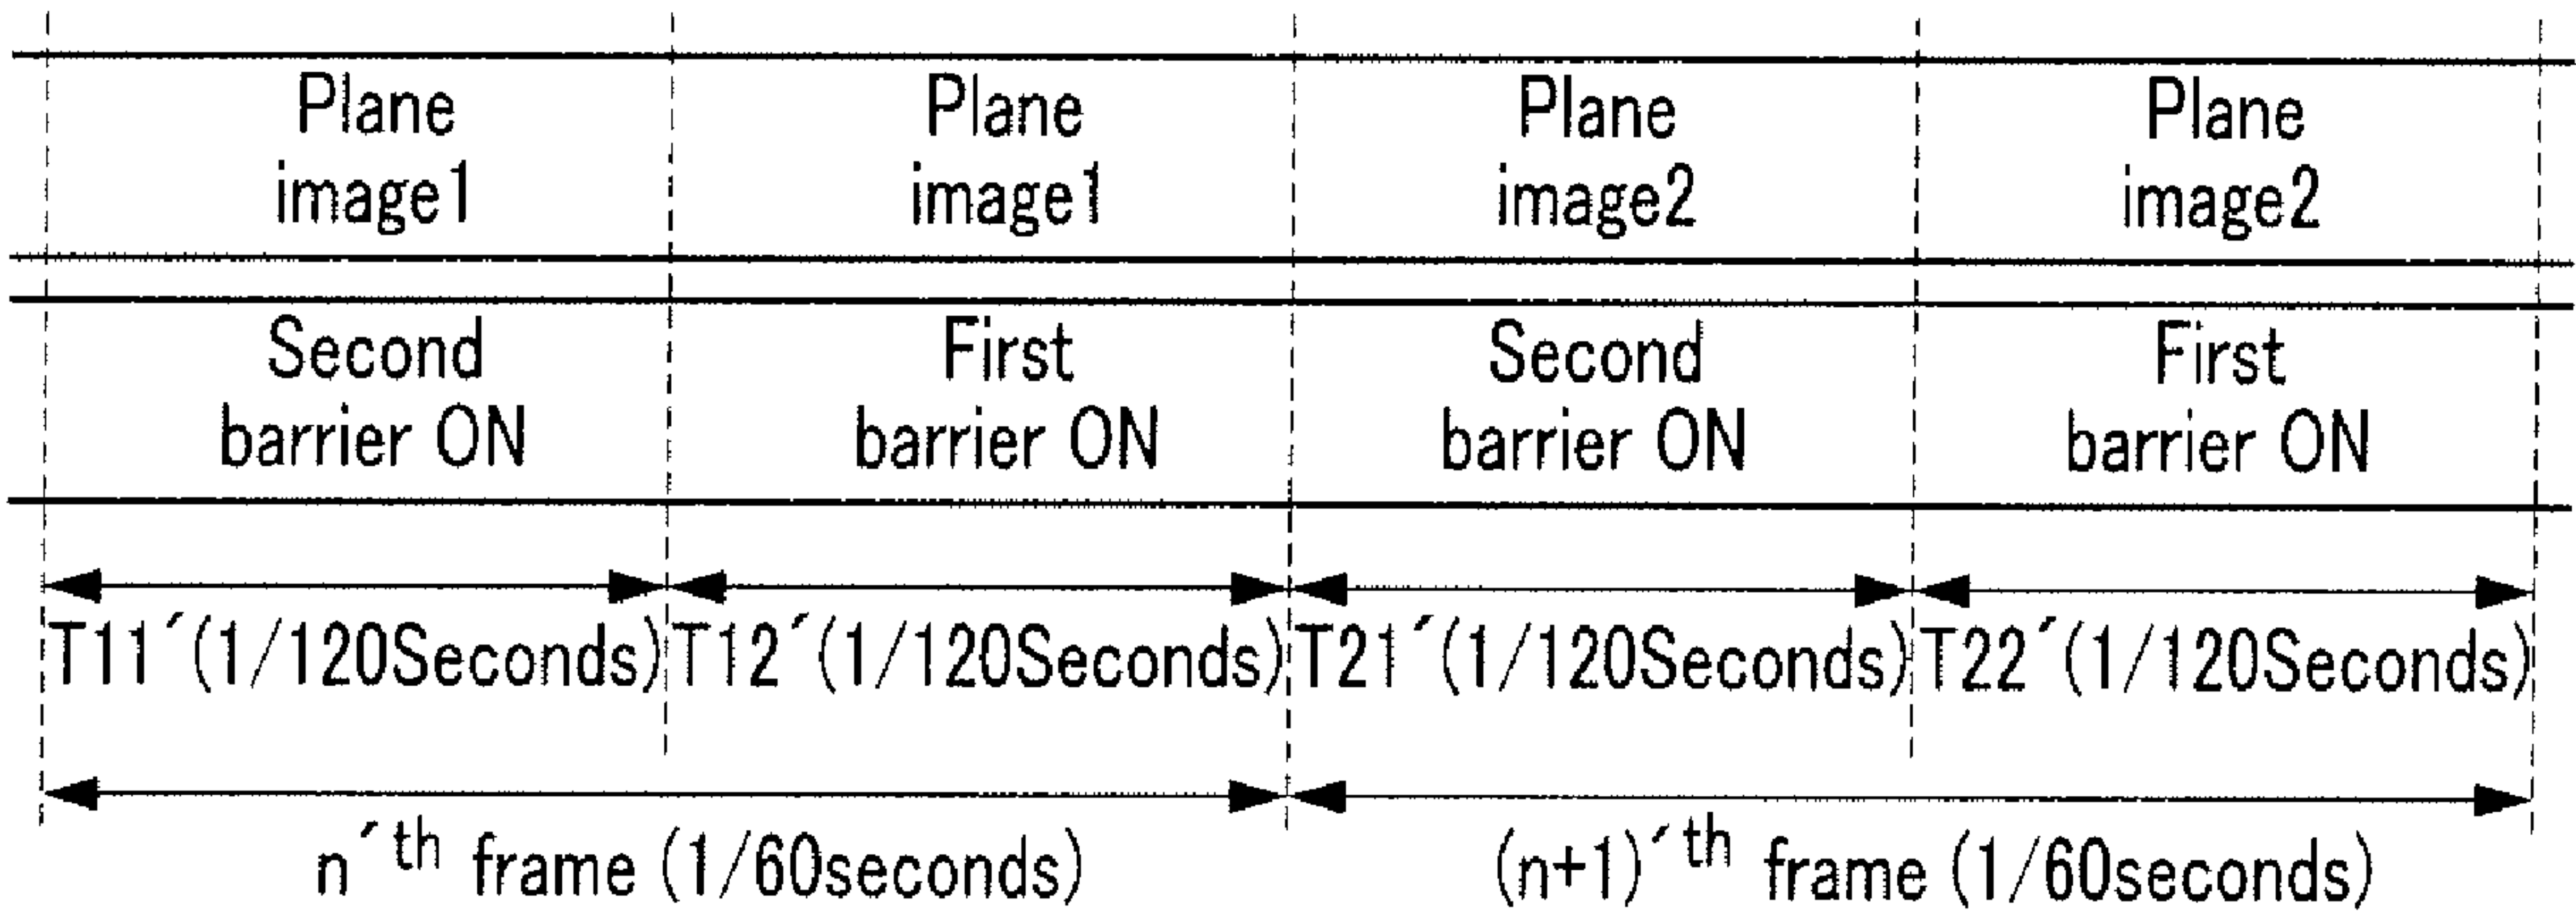 Plane image1 Plane image1 Plane image2 Plane image2
Second barrier ON First barrier ON Second barrier ON First barrier ON
T11´(1/120Seconds) T12´(1/120Seconds) T21´(1/120Seconds) T22´(1/120Seconds)
n´th frame (1/60seconds) (n+1)´th frame (1/60seconds)